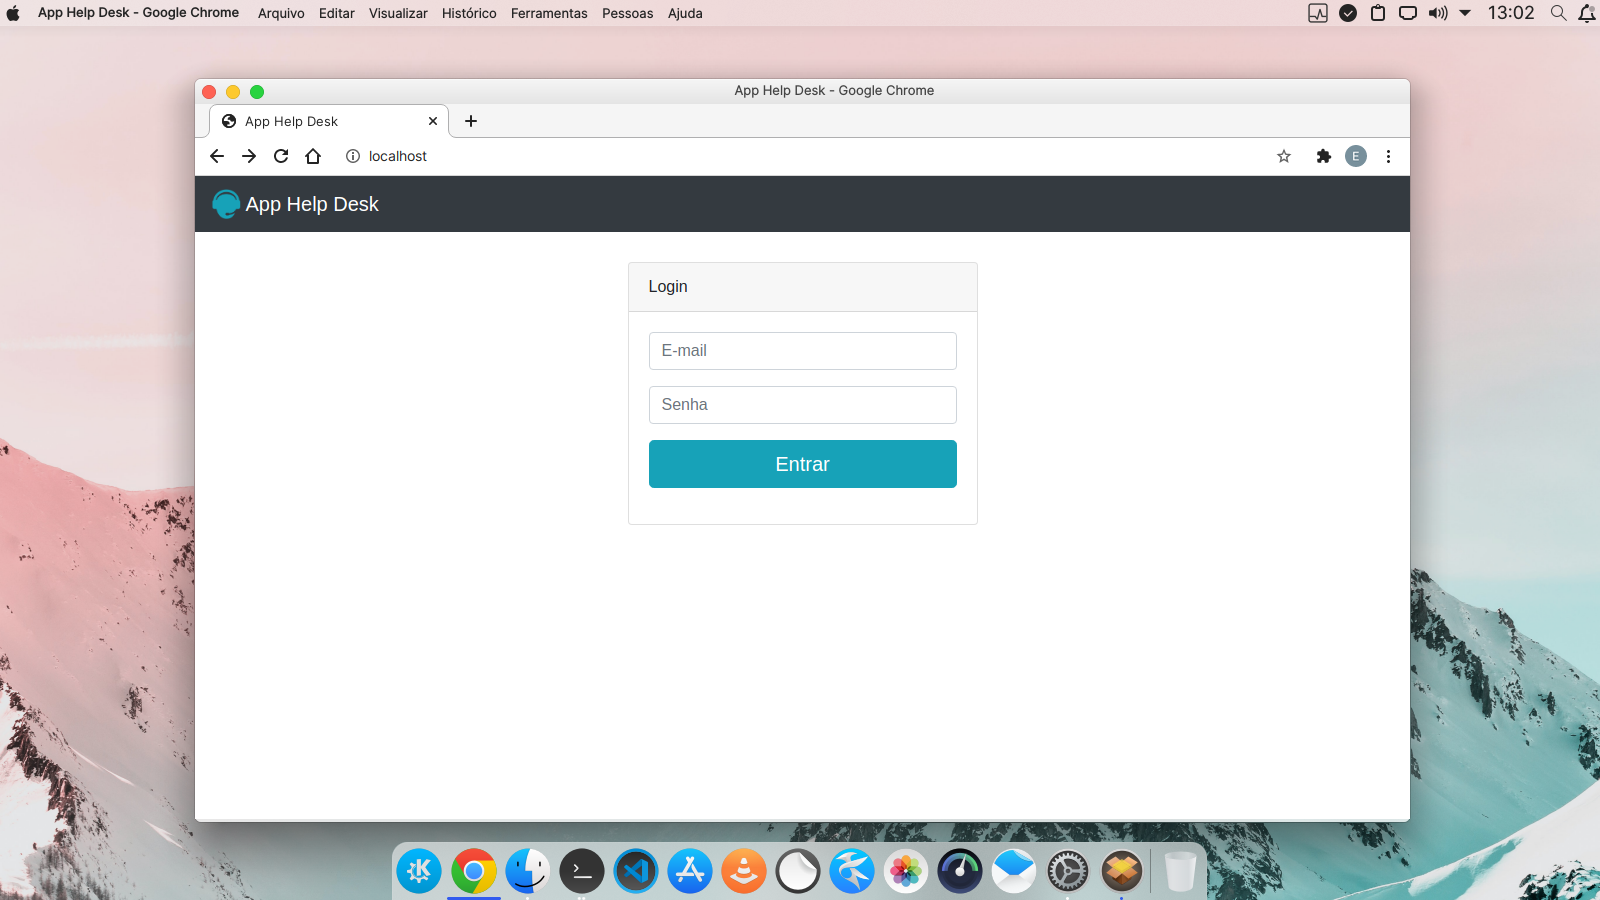 App Help Desk - Google Chrome Arquivo Editar Visualizar Histórico Ferramentas Pessoas Ajuda 13:02
App Help Desk - Google Chrome
App Help Desk
localhost E
App Help Desk
Login
E-mail
Senha
Entrar